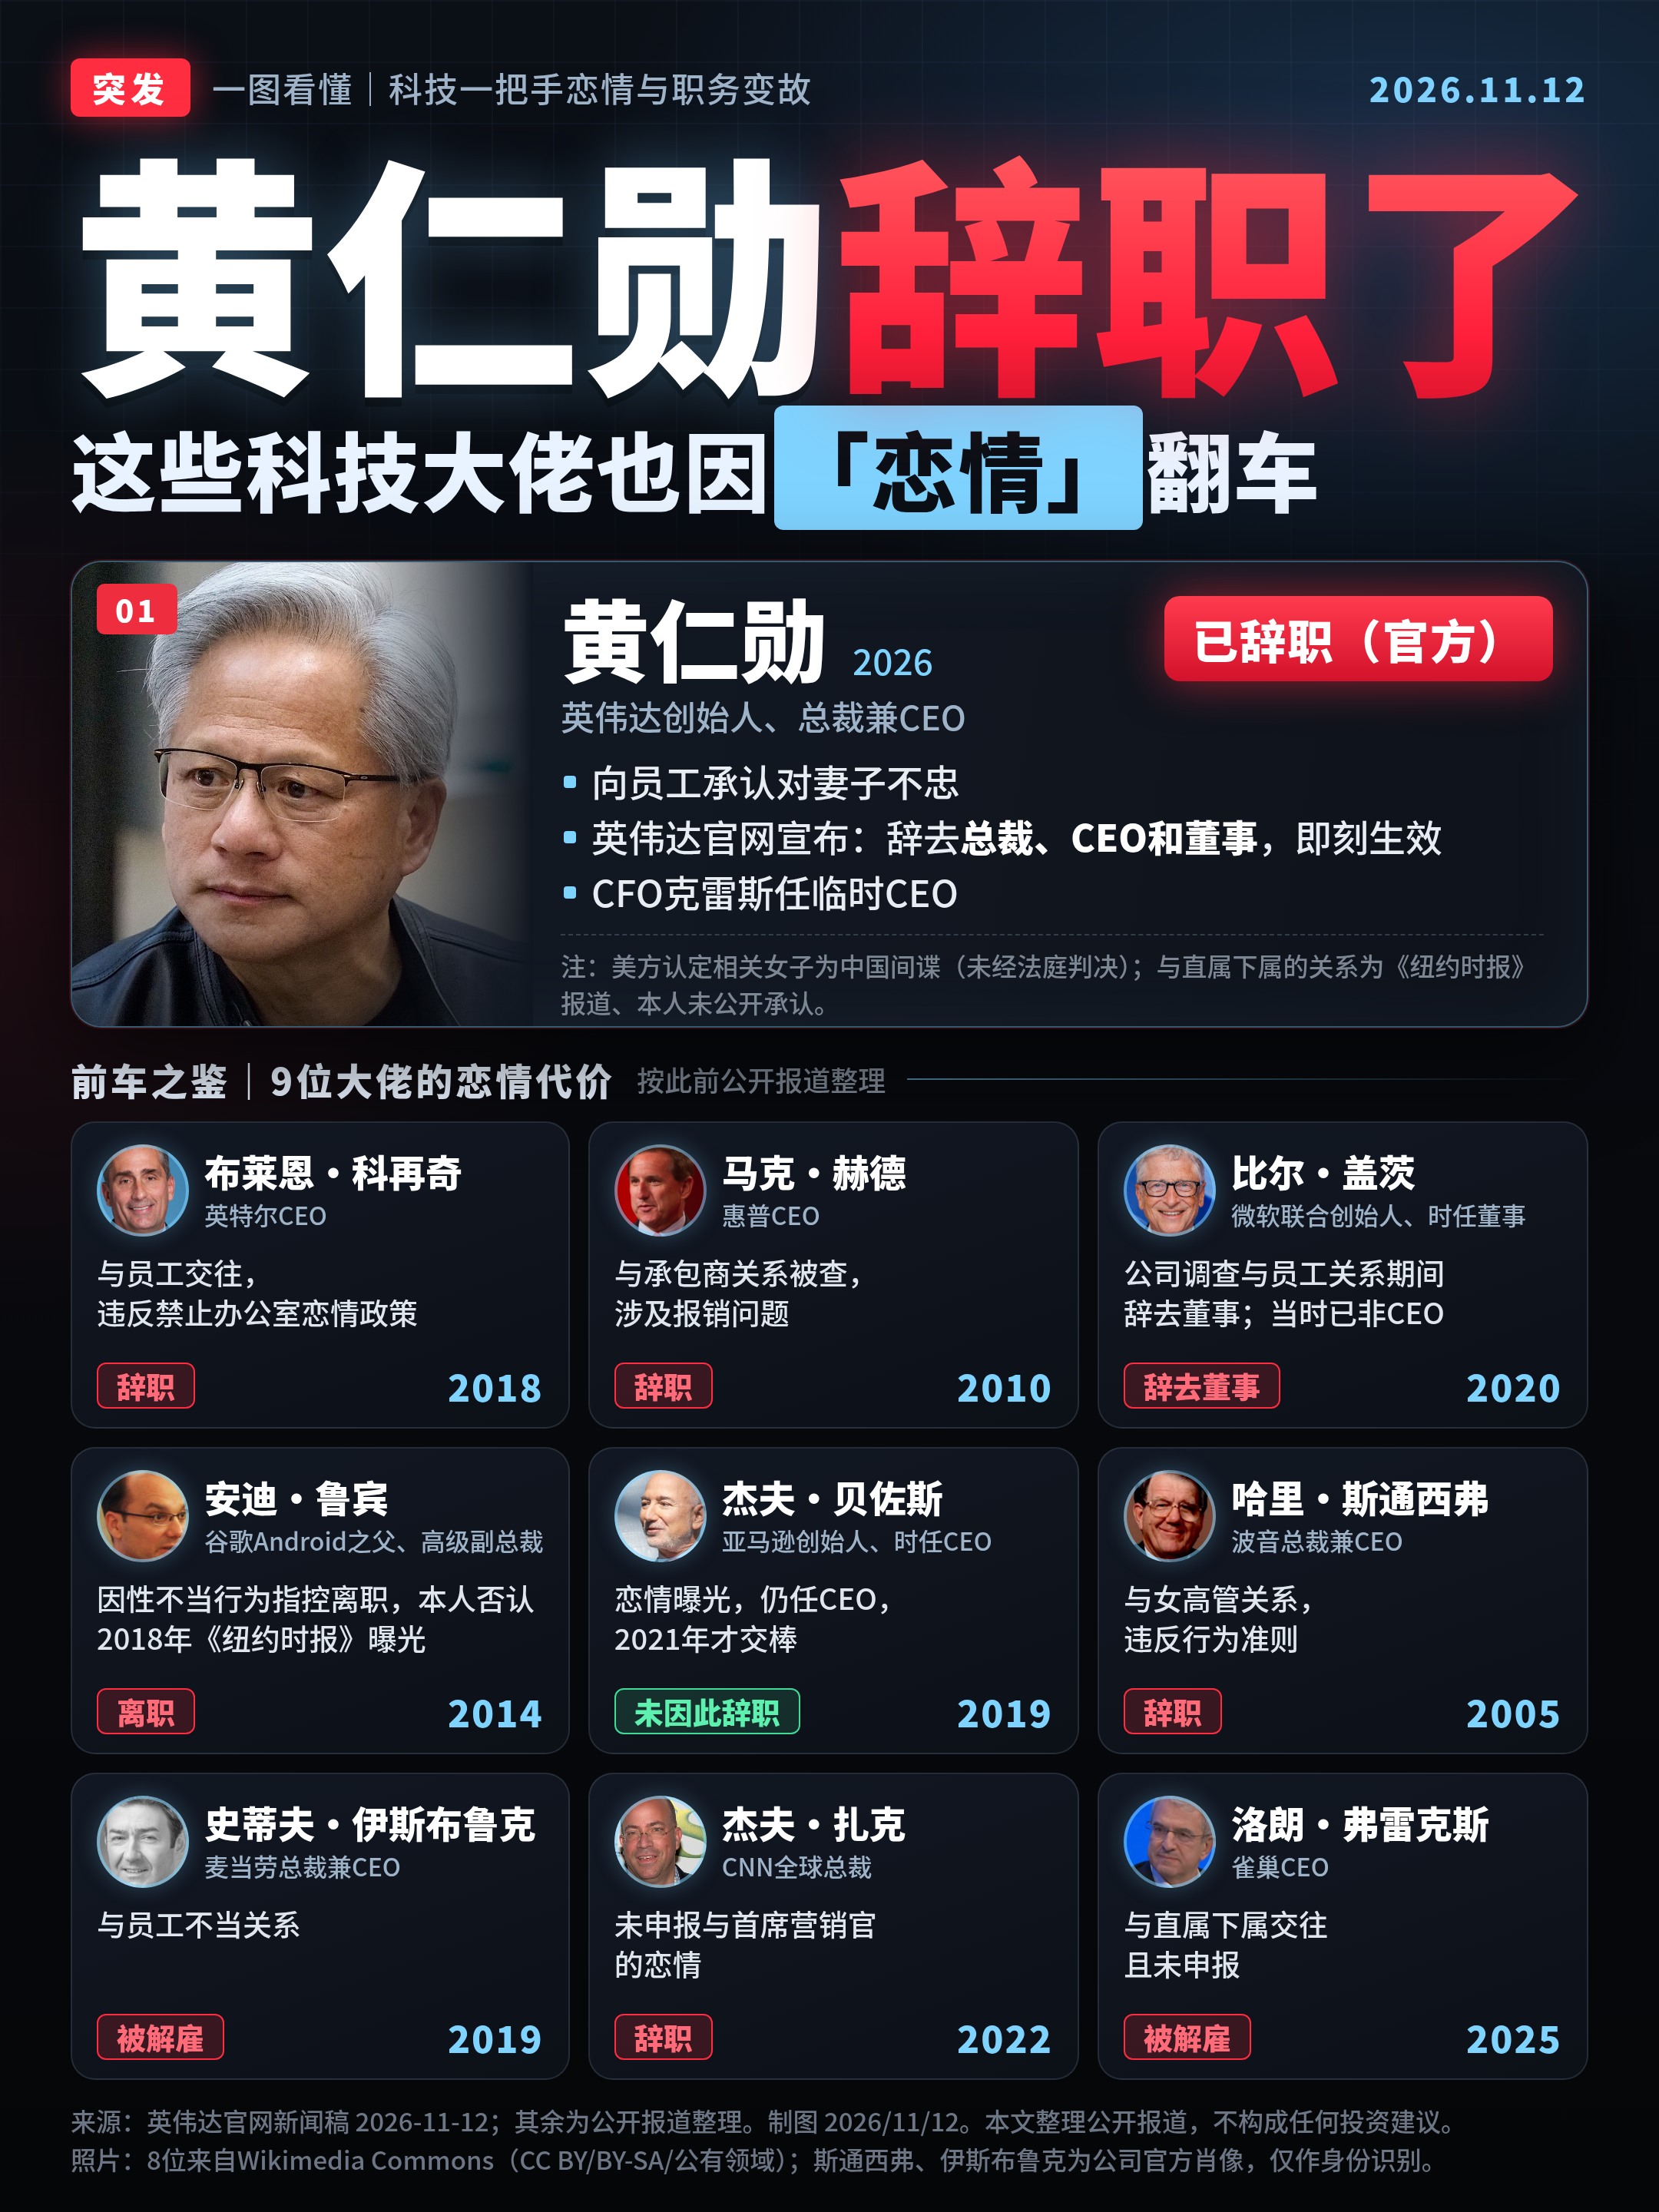 突发 一图看懂｜科技一把手恋情与职务变故 2026.11.12
黄仁勋辞职了
这些科技大佬也因「恋情」翻车
01
黄仁勋 2026 已辞职（官方）
英伟达创始人、总裁兼CEO
向员工承认对妻子不忠
英伟达官网宣布：辞去总裁、CEO和董事，即刻生效
CFO克雷斯任临时CEO
注：美方认定相关女子为中国间谍（未经法庭判决）；与直属下属的关系为《纽约时报》
报道、本人未公开承认。
前车之鉴｜9位大佬的恋情代价 按此前公开报道整理
布莱恩·科再奇
英特尔CEO
与员工交往，
违反禁止办公室恋情政策
辞职 2018
马克·赫德
惠普CEO
与承包商关系被查，
涉及报销问题
辞职 2010
比尔·盖茨
微软联合创始人、时任董事
公司调查与员工关系期间
辞去董事；当时已非CEO
辞去董事 2020
安迪·鲁宾
谷歌Android之父、高级副总裁
因性不当行为指控离职，本人否认
2018年《纽约时报》曝光
离职 2014
杰夫·贝佐斯
亚马逊创始人、时任CEO
恋情曝光，仍任CEO，
2021年才交棒
未因此辞职 2019
哈里·斯通西弗
波音总裁兼CEO
与女高管关系，
违反行为准则
辞职 2005
史蒂夫·伊斯布鲁克
麦当劳总裁兼CEO
与员工不当关系
被解雇 2019
杰夫·扎克
CNN全球总裁
未申报与首席营销官
的恋情
辞职 2022
洛朗·弗雷克斯
雀巢CEO
与直属下属交往
且未申报
被解雇 2025
来源：英伟达官网新闻稿 2026-11-12；其余为公开报道整理。制图 2026/11/12。本文整理公开报道，不构成任何投资建议。
照片：8位来自Wikimedia Commons（CC BY/BY-SA/公有领域）；斯通西弗、伊斯布鲁克为公司官方肖像，仅作身份识别。